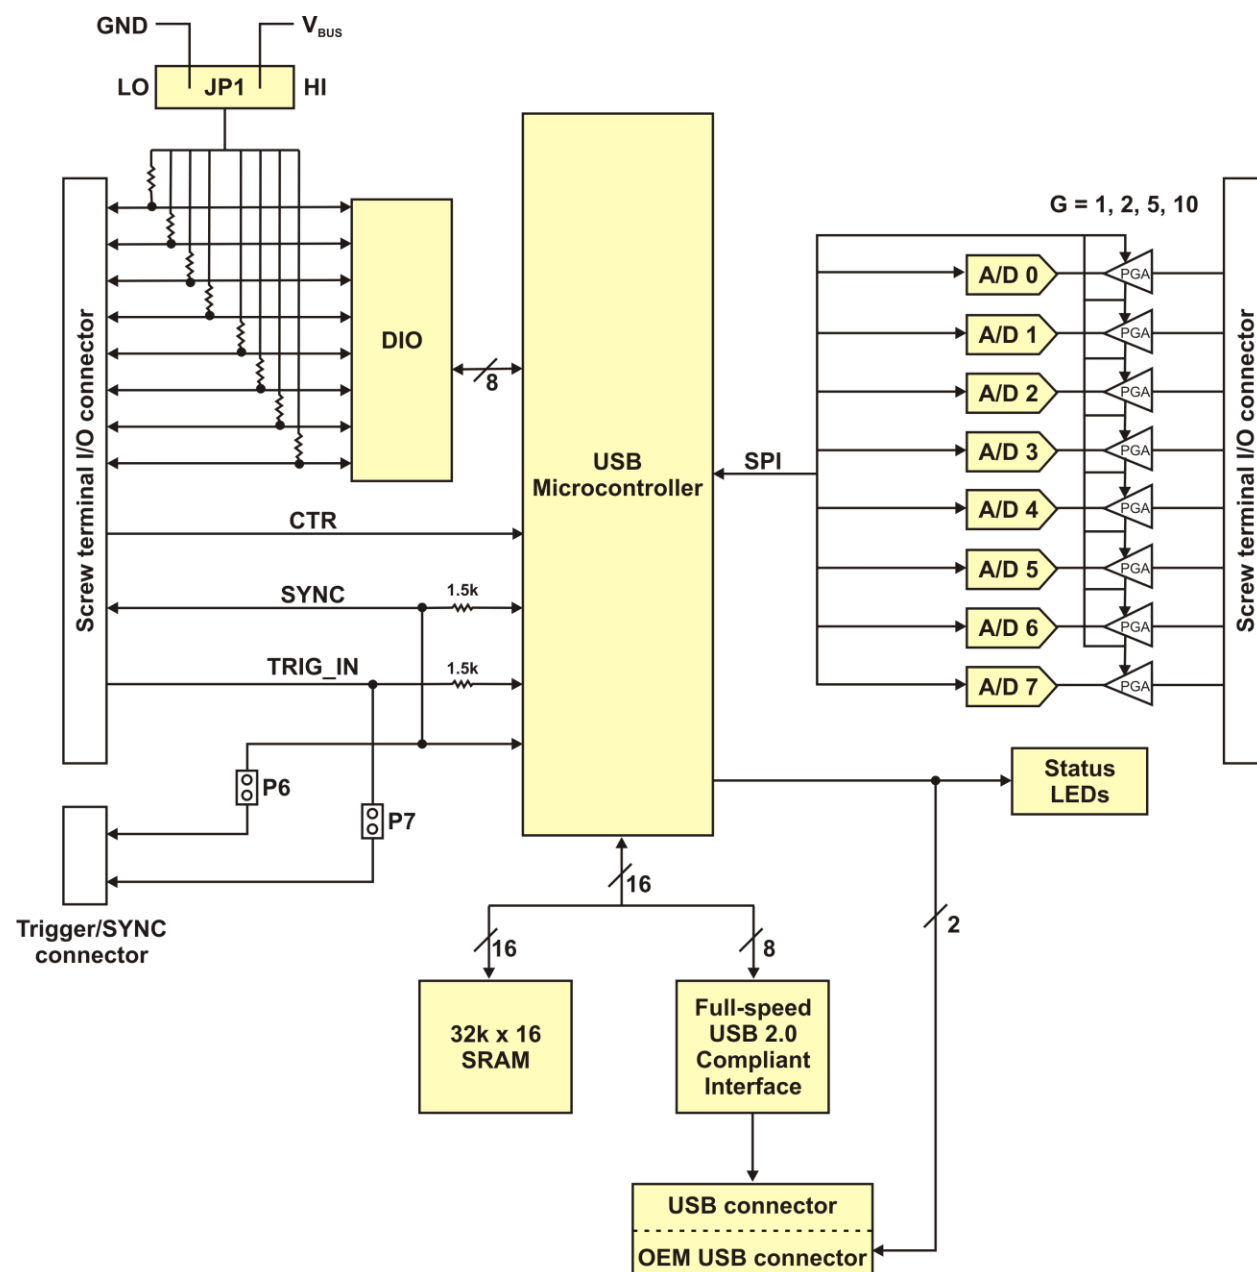 GND
V BUS
LO
JP1
HI
Screw terminal I/O connector
DIO
8
CTR
SYNC
1.5k
TRIG_IN
1.5k
P6
P7
Trigger/SYNC
connector
USB
Microcontroller
SPI
G = 1, 2, 5, 10
A/D 0
PGA
A/D 1
PGA
A/D 2
PGA
A/D 3
PGA
A/D 4
PGA
A/D 5
PGA
A/D 6
PGA
A/D 7
PGA
Screw terminal I/O connector
Status
LEDs
16
16
8
2
32k x 16
SRAM
Full-speed
USB 2.0
Compliant
Interface
USB connector
OEM USB connector